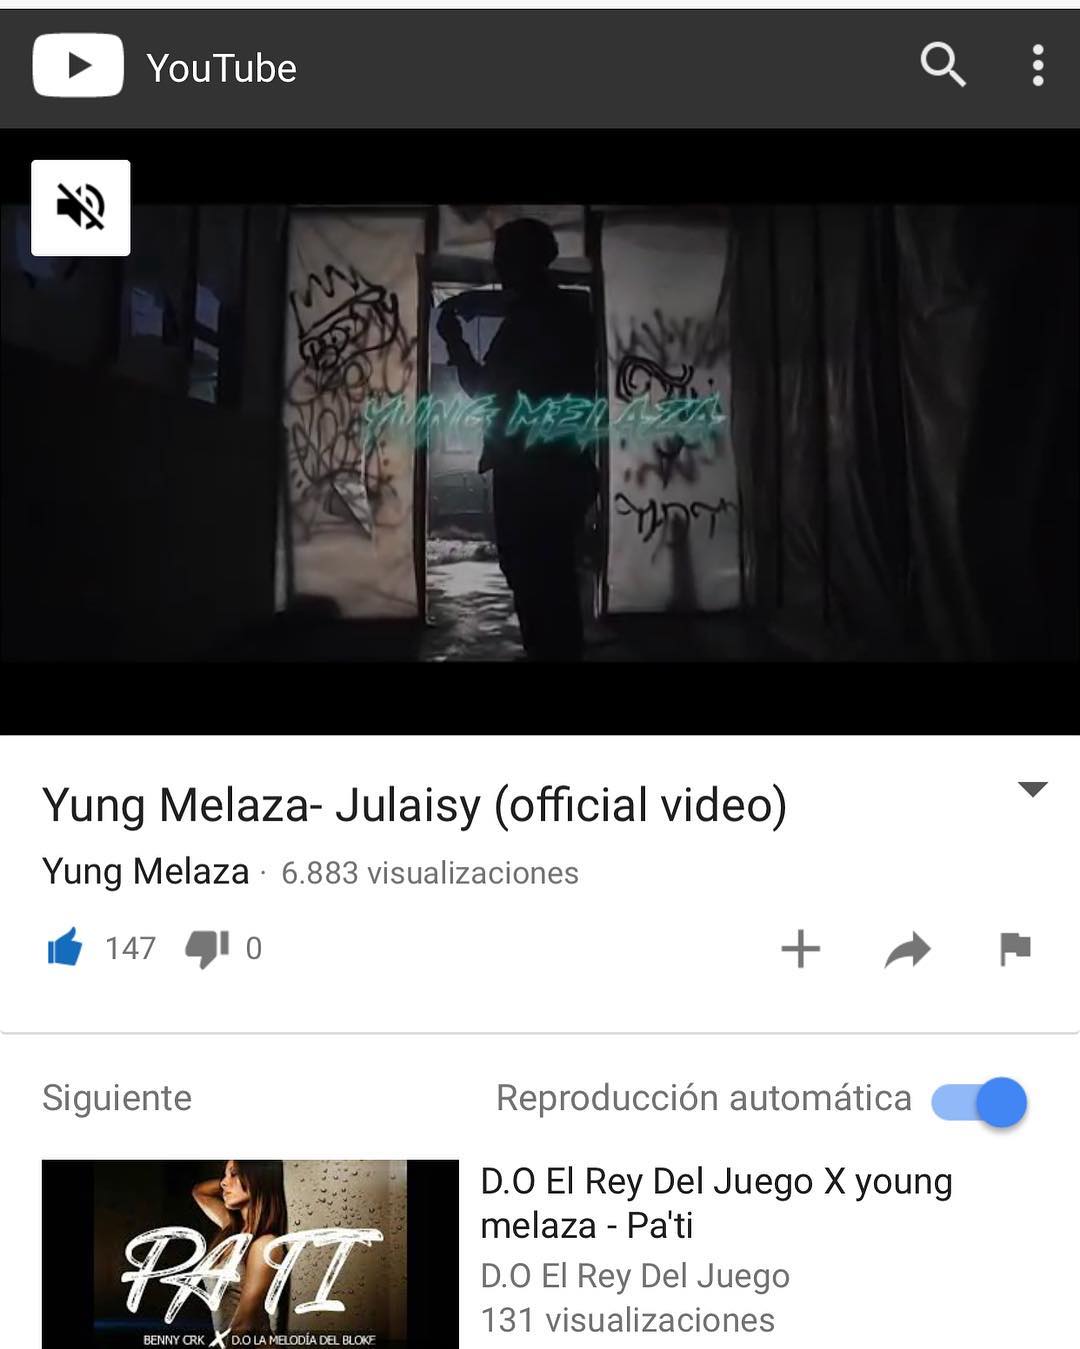 YouTube
YUNG MELAZA
Yung Melaza- Julaisy (official video)
Yung Melaza · 6.883 visualizaciones
147 0
Siguiente Reproducción automática
D.O El Rey Del Juego X young
melaza - Pa'ti
D.O El Rey Del Juego
131 visualizaciones
PA TI
BENNY CRK X D.O LA MELODÍA DEL BLOKE